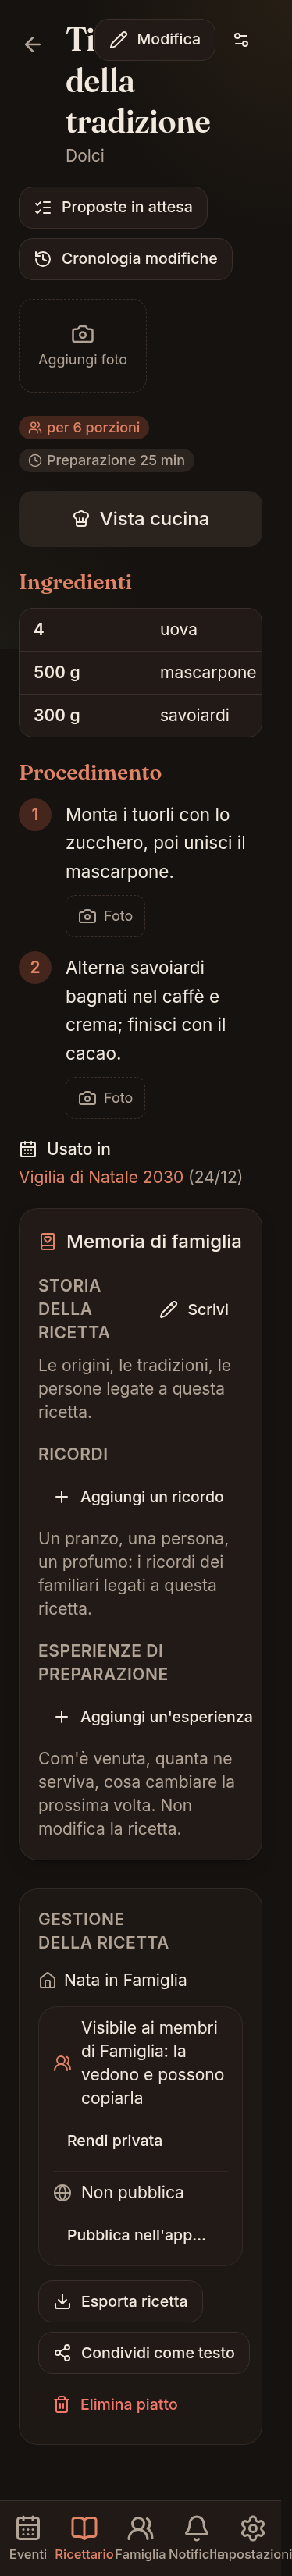 Ti
Modifica
della
tradizione
Dolci
Proposte in attesa
Cronologia modifiche
Aggiungi foto
per 6 porzioni
Preparazione 25 min
Vista cucina
Ingredienti
4 uova
500 g mascarpone
300 g savoiardi
Procedimento
1 Monta i tuorli con lo
zucchero, poi unisci il
mascarpone.
Foto
2 Alterna savoiardi
bagnati nel caffè e
crema; finisci con il
cacao.
Foto
Usato in
Vigilia di Natale 2030 (24/12)
Memoria di famiglia
STORIA
DELLA
RICETTA
Scrivi
Le origini, le tradizioni, le
persone legate a questa
ricetta.
RICORDI
Aggiungi un ricordo
Un pranzo, una persona,
un profumo: i ricordi dei
familiari legati a questa
ricetta.
ESPERIENZE DI
PREPARAZIONE
Aggiungi un'esperienza
Com'è venuta, quanta ne
serviva, cosa cambiare la
prossima volta. Non
modifica la ricetta.
GESTIONE
DELLA RICETTA
Nata in Famiglia
Visibile ai membri
di Famiglia: la
vedono e possono
copiarla
Rendi privata
Non pubblica
Pubblica nell'app...
Esporta ricetta
Condividi come testo
Elimina piatto
Eventi Ricettario Famiglia Notifiche Impostazioni